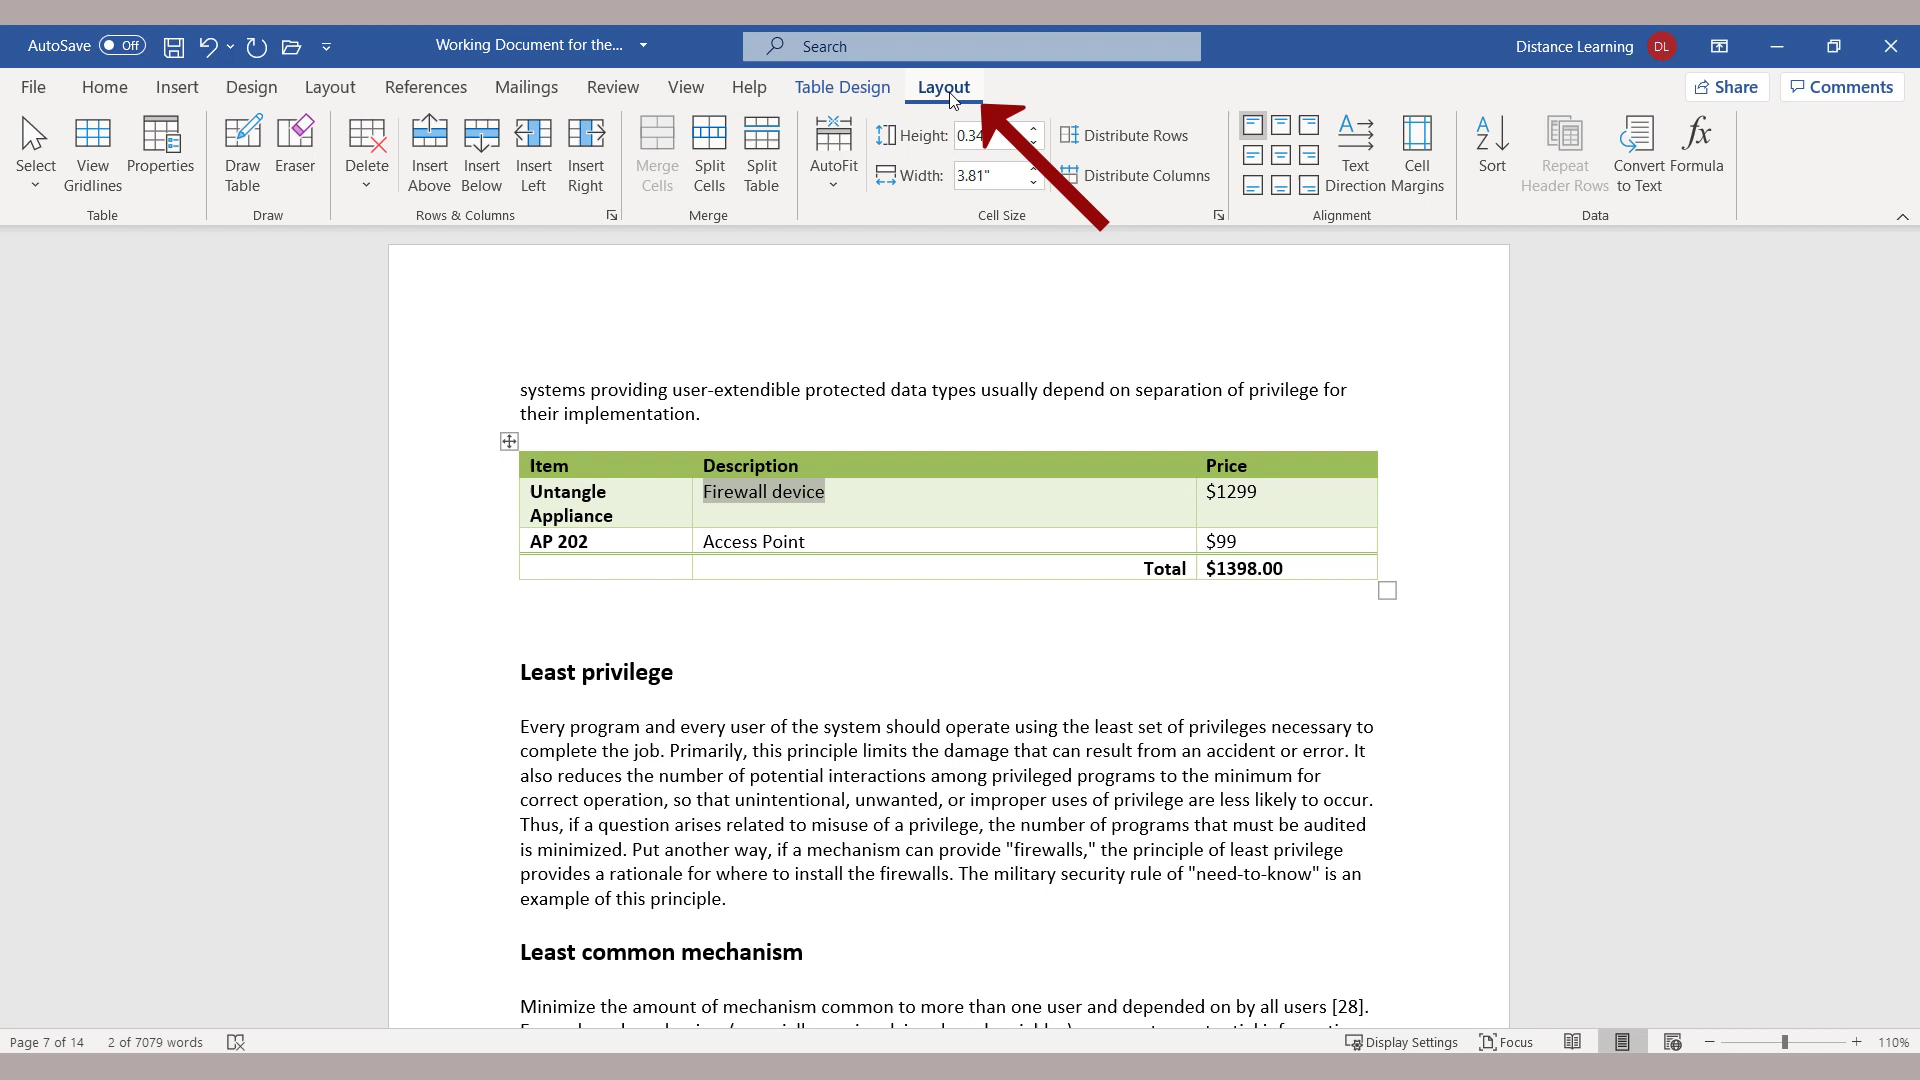 AutoSave Off Working Document for the... Search Distance Learning DL
File Home Insert Design Layout References Mailings Review View Help Table Design Layout Share Comments
Select View Gridlines Properties
Table
Draw Table Eraser
Draw
Delete Insert Above Insert Below Insert Left Insert Right
Rows & Columns
Merge Cells Split Cells Split Table
Merge
AutoFit Height: Distribute Rows
Width: 3.81" Distribute Columns
Cell Size
Text Direction Cell Margins
Alignment
Sort Repeat Header Rows Convert to Text Formula
Data
systems providing user-extendible protected data types usually depend on separation of privilege for
their implementation.
Item Description Price
Untangle Firewall device $1299
Appliance
AP 202 Access Point $99
Total $1398.00
Least privilege
Every program and every user of the system should operate using the least set of privileges necessary to
complete the job. Primarily, this principle limits the damage that can result from an accident or error. It
also reduces the number of potential interactions among privileged programs to the minimum for
correct operation, so that unintentional, unwanted, or improper uses of privilege are less likely to occur.
Thus, if a question arises related to misuse of a privilege, the number of programs that must be audited
is minimized. Put another way, if a mechanism can provide "firewalls," the principle of least privilege
provides a rationale for where to install the firewalls. The military security rule of "need-to-know" is an
example of this principle.
Least common mechanism
Minimize the amount of mechanism common to more than one user and depended on by all users [28].
Page 7 of 14 2 of 7079 words Display Settings Focus 110%